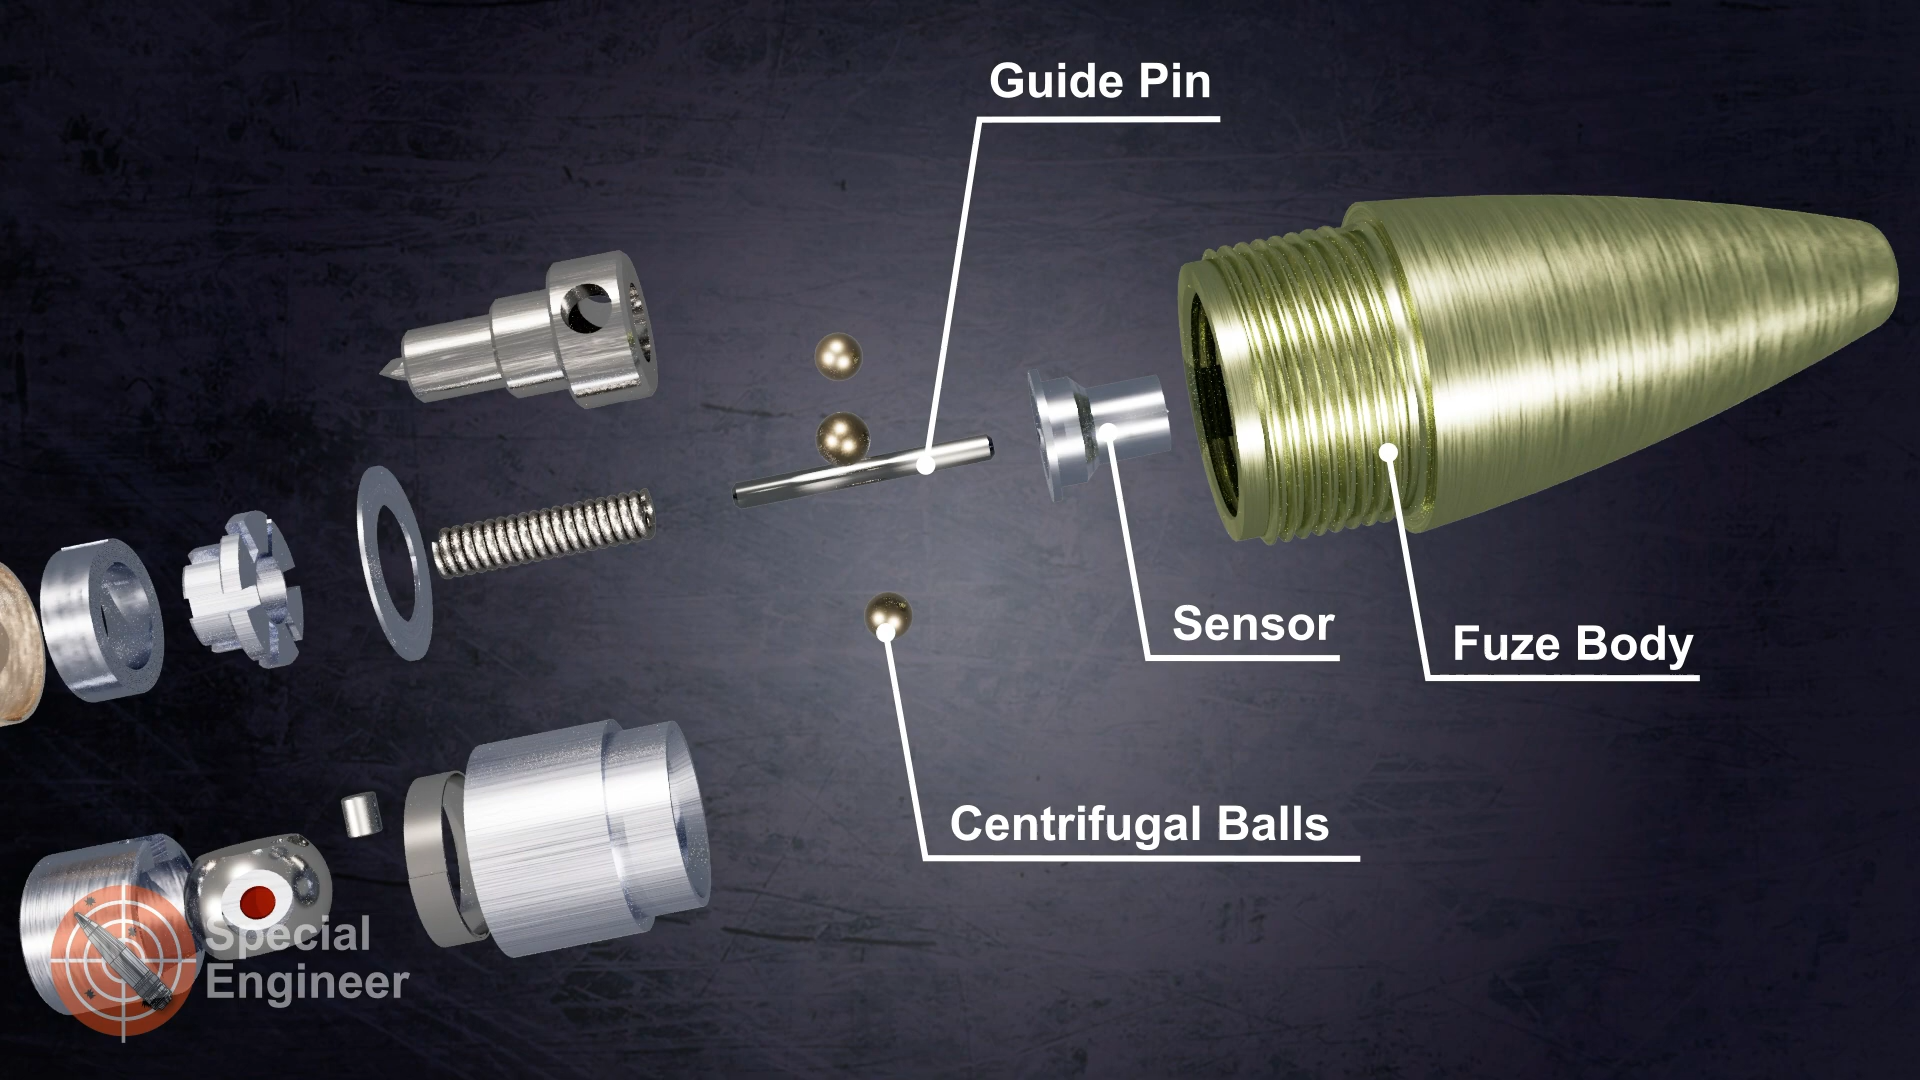 Guide Pin
Sensor
Fuze Body
Centrifugal Balls
Special
Engineer